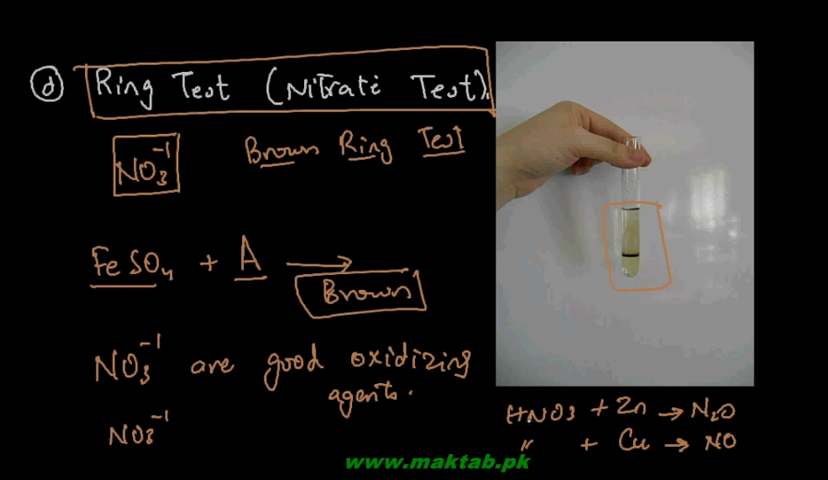 (d) Ring Test (Nitrate Test).
NO₃⁻¹ Brown Ring Test
FeSO₄ + A ⟶
Brown
NO₃⁻¹ are good oxidizing
agents.
NO₃⁻¹
HNO3 + Zn → N₂O
" + Cu → NO
www.maktab.pk